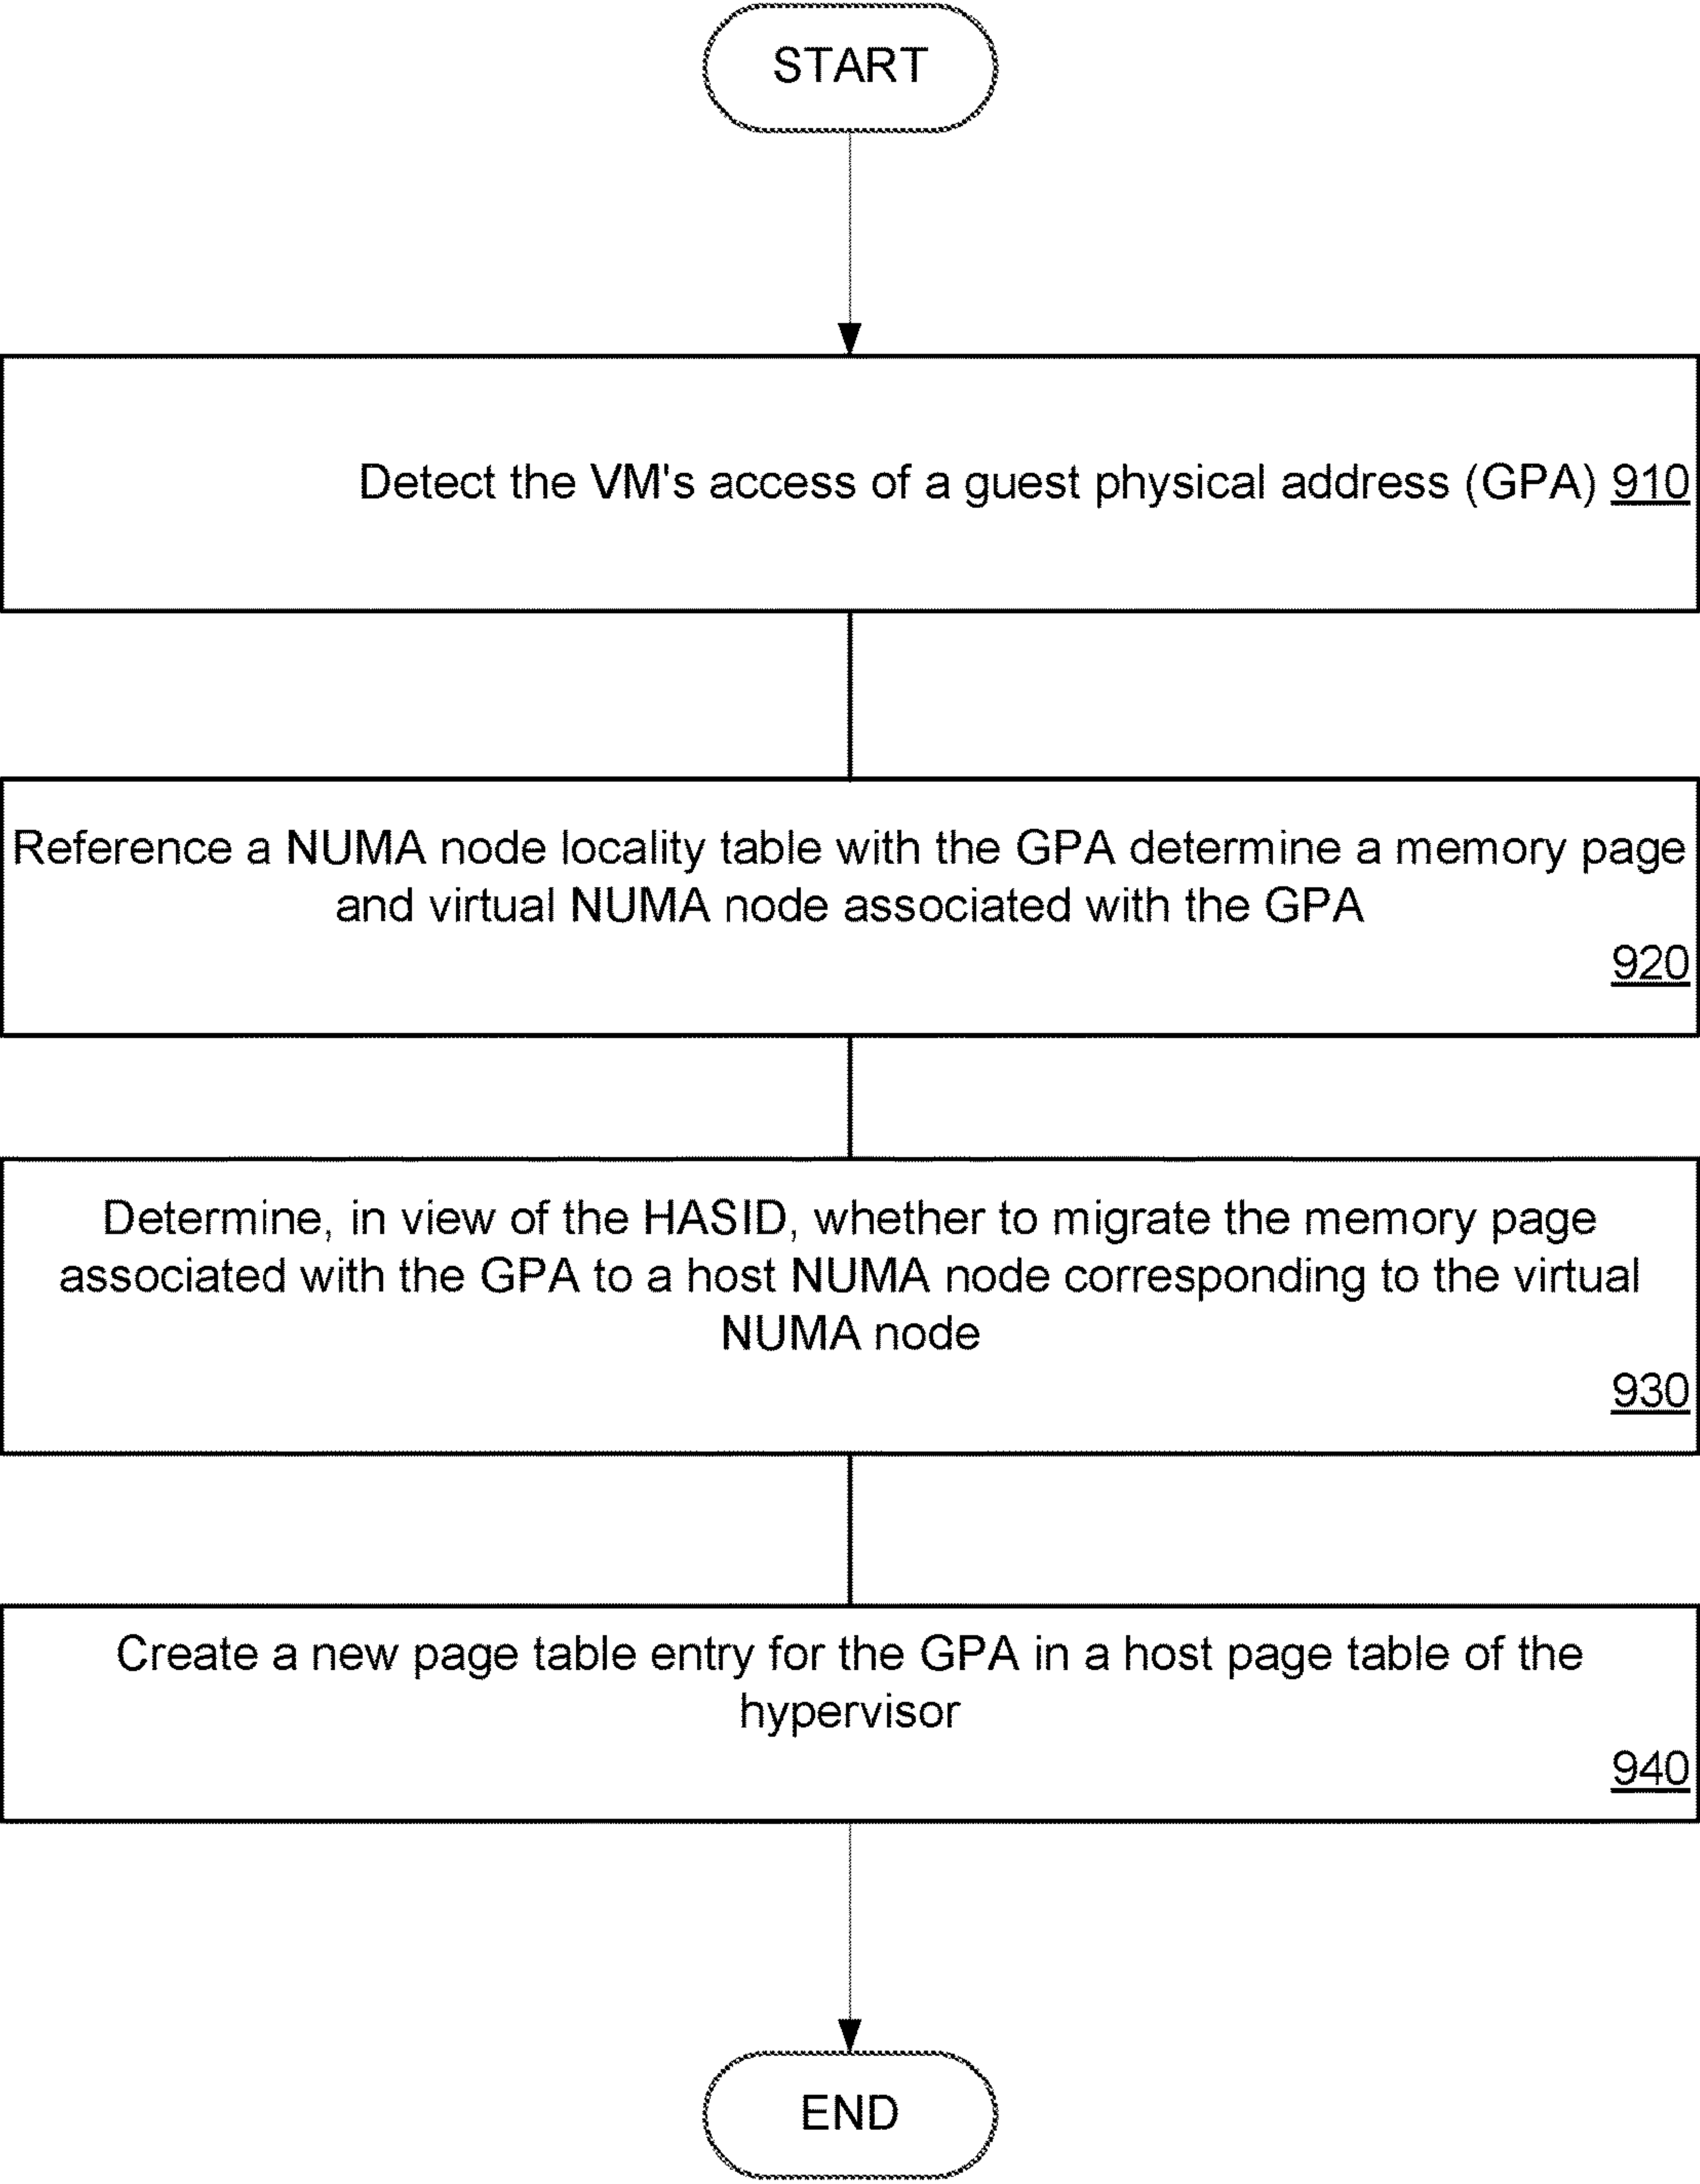 START
Detect the VM's access of a guest physical address (GPA) 910
Reference a NUMA node locality table with the GPA determine a memory page
and virtual NUMA node associated with the GPA
920
Determine, in view of the HASID, whether to migrate the memory page
associated with the GPA to a host NUMA node corresponding to the virtual
NUMA node
930
Create a new page table entry for the GPA in a host page table of the
hypervisor
940
END